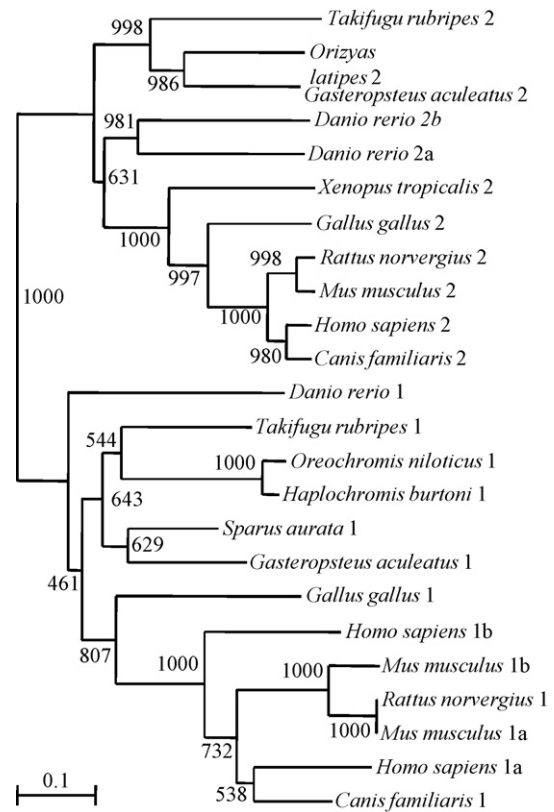 998
Takifugu rubripes 2
Orizyas
986
latipes 2
Gasteropsteus aculeatus 2
981
Danio rerio 2b
Danio rerio 2a
631
Xenopus tropicalis 2
1000
Gallus gallus 2
998
Rattus norvergius 2
997
Mus musculus 2
1000
1000
Homo sapiens 2
980
Canis familiaris 2
Danio rerio 1
544
Takifugu rubripes 1
1000
Oreochromis niloticus 1
643
Haplochromis burtoni 1
Sparus aurata 1
629
Gasteropsteus aculeatus 1
461
Gallus gallus 1
807
Homo sapiens 1b
1000
1000
Mus musculus 1b
Rattus norvergius 1
1000
Mus musculus 1a
732
Homo sapiens 1a
0.1
538
Canis familiaris 1